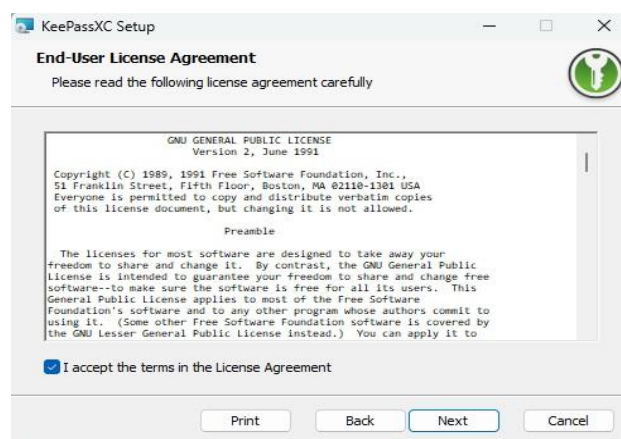 KeePassXC Setup
End-User License Agreement
Please read the following license agreement carefully
GNU GENERAL PUBLIC LICENSE
Version 2, June 1991
Copyright (C) 1989, 1991 Free Software Foundation, Inc.,
51 Franklin Street, Fifth Floor, Boston, MA 02110-1301 USA
Everyone is permitted to copy and distribute verbatim copies
of this license document, but changing it is not allowed.
Preamble
The licenses for most software are designed to take away your
freedom to share and change it. By contrast, the GNU General Public
License is intended to guarantee your freedom to share and change free
software--to make sure the software is free for all its users. This
General Public License applies to most of the Free Software
Foundation's software and to any other program whose authors commit to
using it. (Some other Free Software Foundation software is covered by
the GNU Lesser General Public License instead.) You can apply it to
I accept the terms in the License Agreement
Print Back Next Cancel